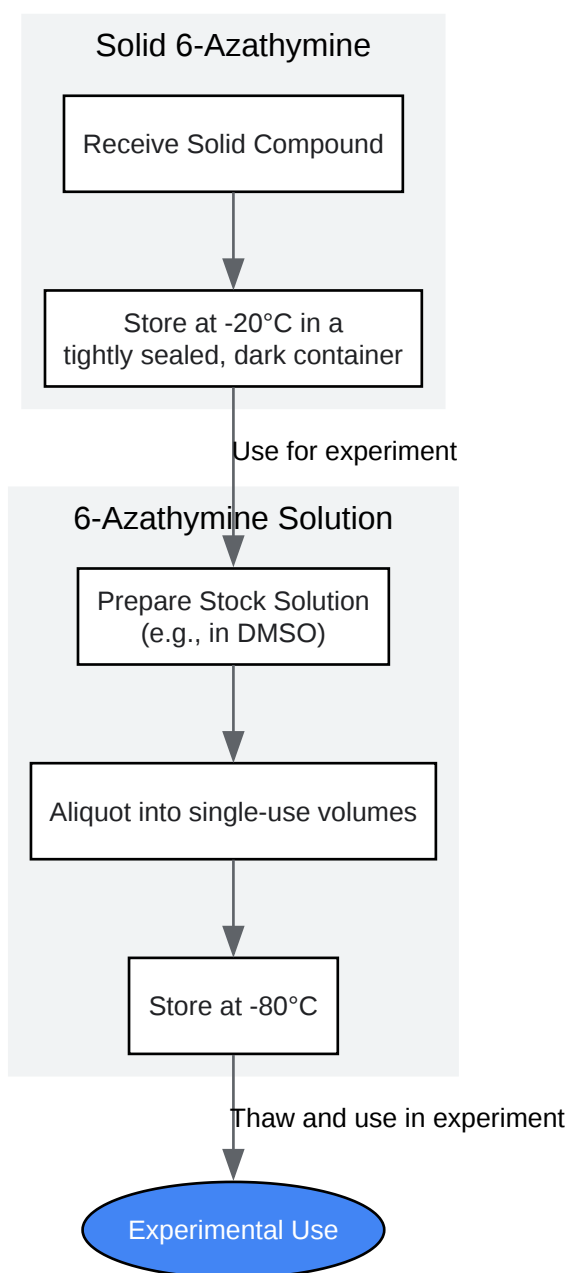 Solid 6-Azathymine
Receive Solid Compound
Store at -20°C in a
tightly sealed, dark container
Use for experiment
6-Azathymine Solution
Prepare Stock Solution
(e.g., in DMSO)
Aliquot into single-use volumes
Store at -80°C
Thaw and use in experiment
Experimental Use